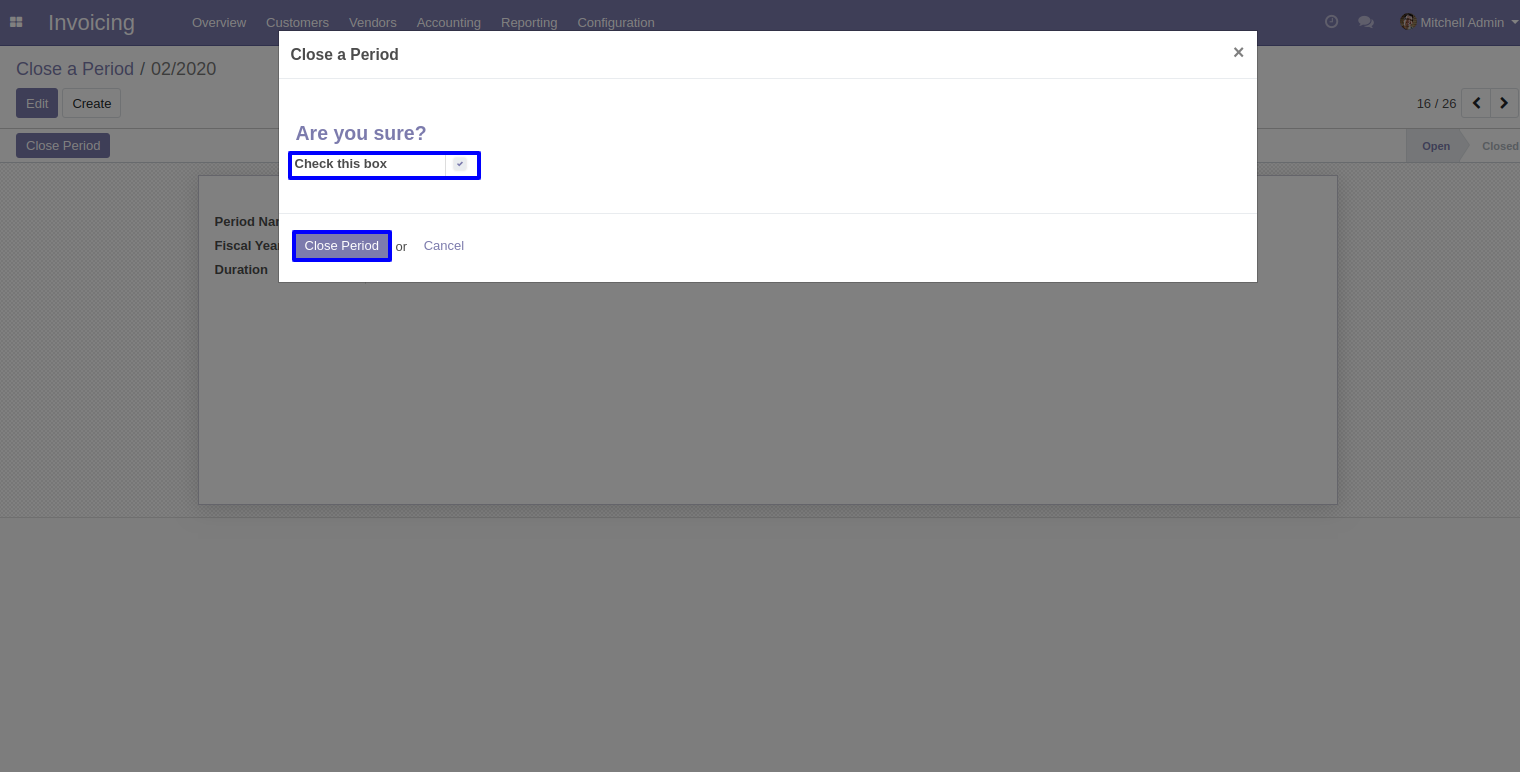 Invoicing Overview Customers Vendors Accounting Reporting Configuration Mitchell Admin
Close a Period ×
Close a Period / 02/2020
Edit Create 16 / 26
Are you sure?
Close Period Open Closed
Check this box
Period Nar
Fiscal Year
Close Period or Cancel
Duration